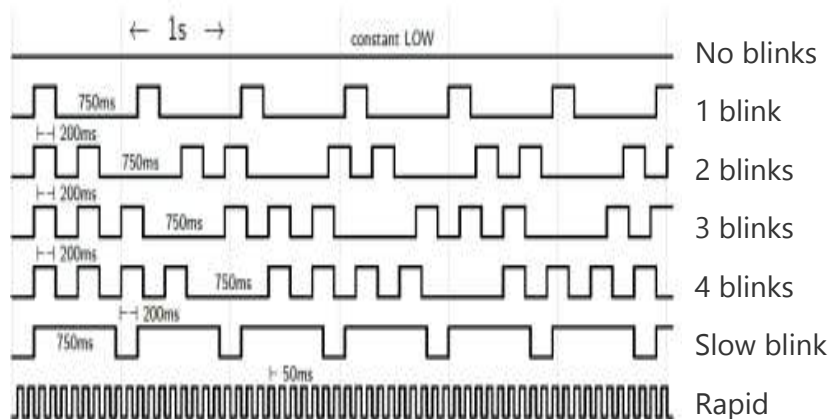 ← 1s →
constant LOW
No blinks
750ms
1 blink
200ms
750ms
2 blinks
200ms
750ms
3 blinks
200ms
750ms
4 blinks
200ms
750ms
Slow blink
50ms
Rapid